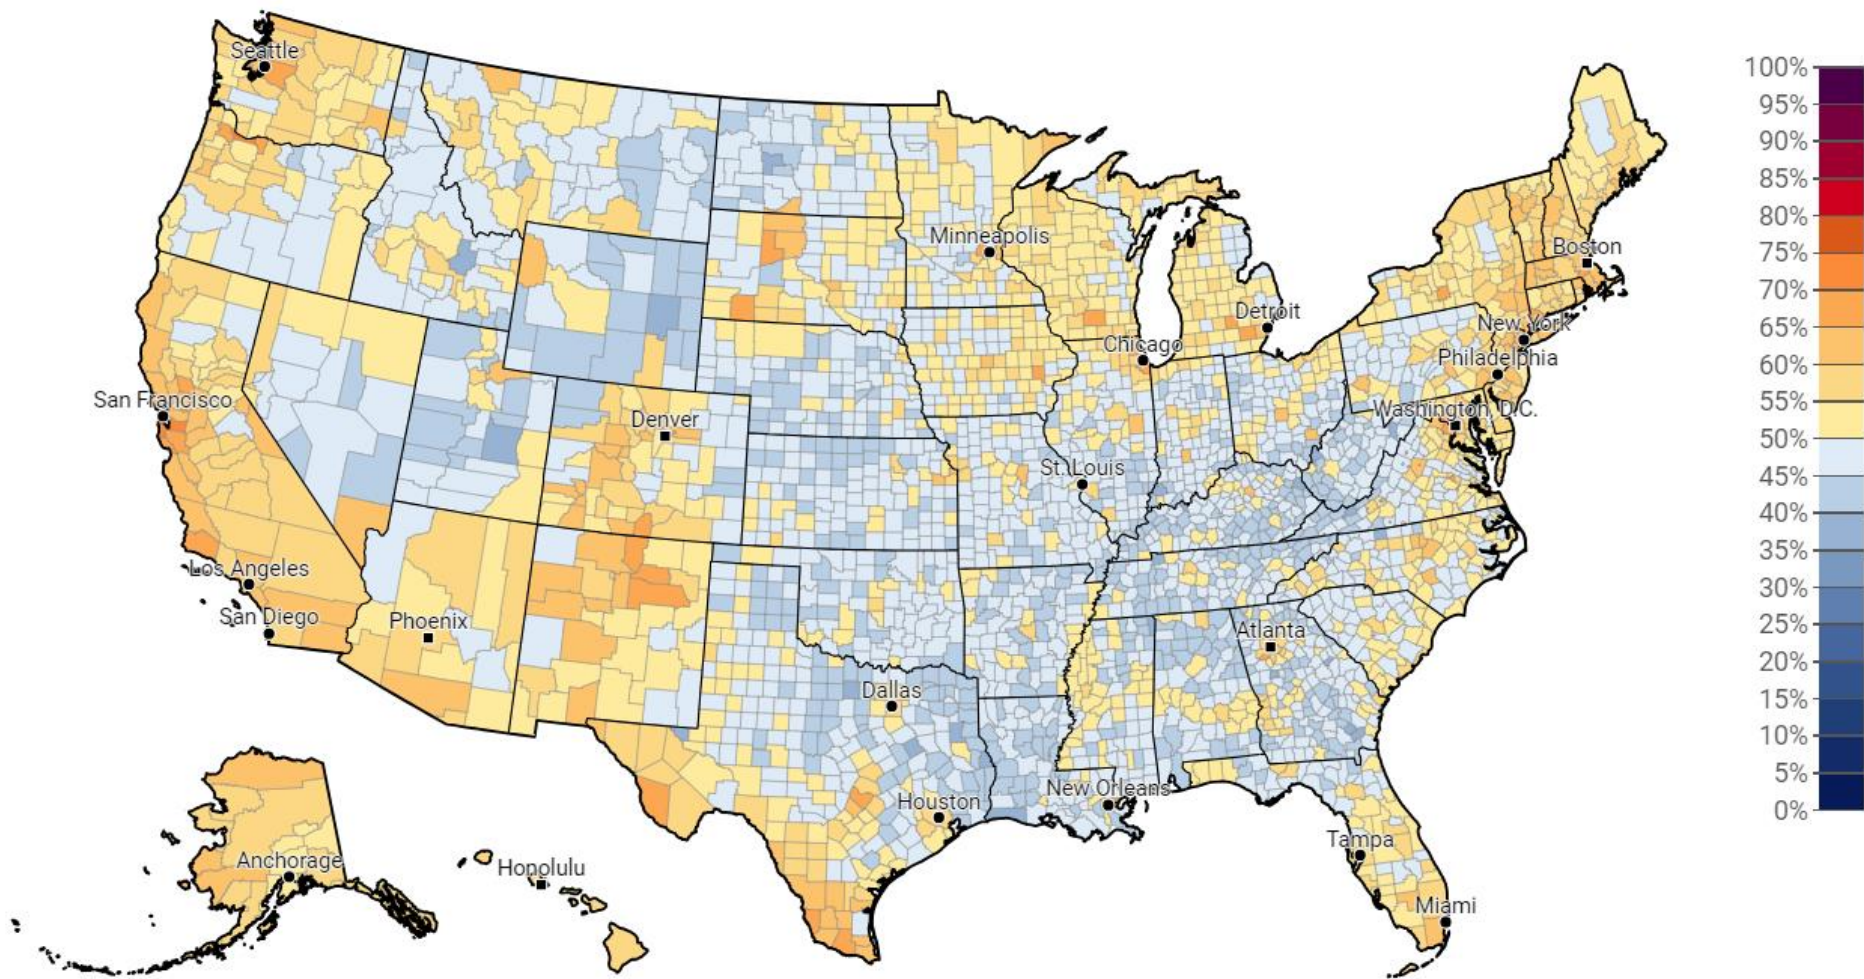 Seattle
Minneapolis
Boston
Detroit
New York
Chicago
Philadelphia
San Francisco
Denver
Washington, D.C.
St. Louis
Los Angeles
San Diego
Phoenix
Atlanta
Dallas
New Orleans
Houston
Tampa
Anchorage
Honolulu
Miami
100%
95%
90%
85%
80%
75%
70%
65%
60%
55%
50%
45%
40%
35%
30%
25%
20%
15%
10%
5%
0%